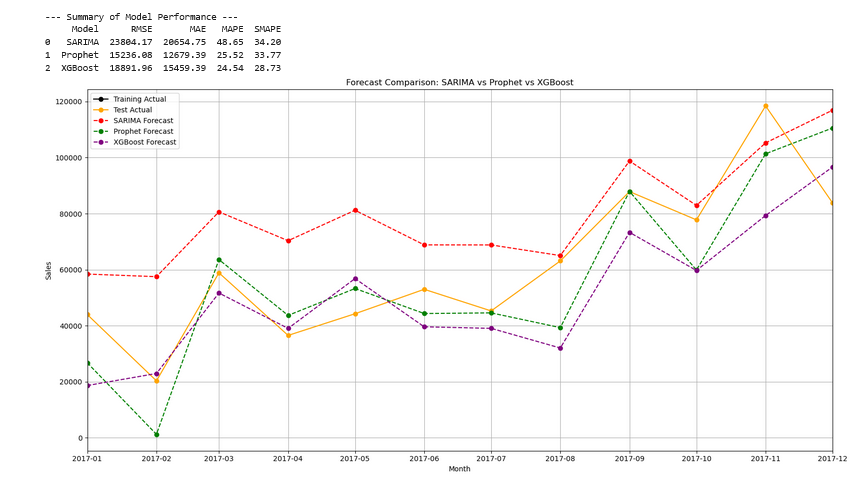 --- Summary of Model Performance ---
Model RMSE MAE MAPE SMAPE
0 SARIMA 23804.17 20654.75 48.65 34.20
1 Prophet 15236.08 12679.39 25.52 33.77
2 XGBoost 18891.96 15459.39 24.54 28.73
Forecast Comparison: SARIMA vs Prophet vs XGBoost
Training Actual
Test Actual
SARIMA Forecast
Prophet Forecast
XGBoost Forecast
120000
100000
80000
60000
40000
20000
0
Sales
2017-01 2017-02 2017-03 2017-04 2017-05 2017-06 2017-07 2017-08 2017-09 2017-10 2017-11 2017-12
Month